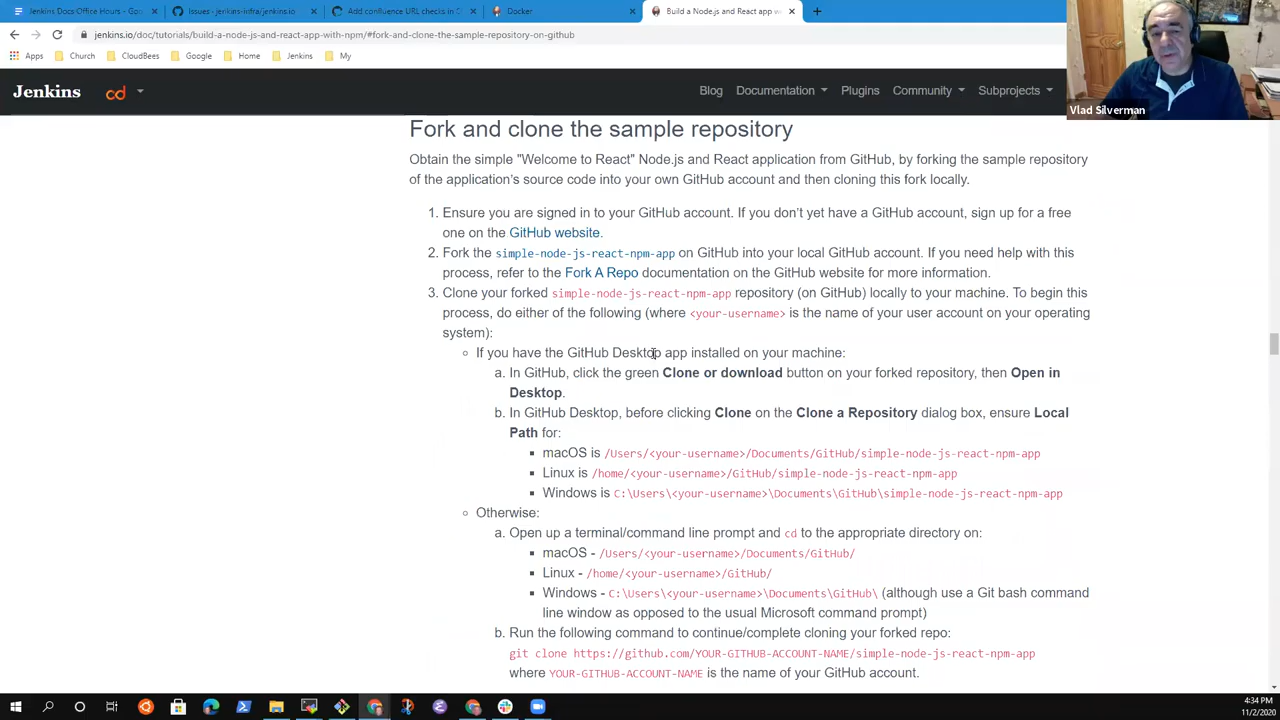 Jenkins Docs Office Hours - Goo
Issues · jenkins-infra/jenkins.io
Add confluence URL checks in C
Docker
Build a Node.js and React app w
jenkins.io/doc/tutorials/build-a-node-js-and-react-app-with-npm/#fork-and-clone-the-sample-repository-on-github
Apps Church CloudBees Google Home Jenkins My
Jenkins cd Blog Documentation Plugins Community Subprojects
Vlad Silverman
Fork and clone the sample repository
Obtain the simple "Welcome to React" Node.js and React application from GitHub, by forking the sample repository
of the application's source code into your own GitHub account and then cloning this fork locally.
1. Ensure you are signed in to your GitHub account. If you don't yet have a GitHub account, sign up for a free
one on the GitHub website.
2. Fork the simple-node-js-react-npm-app on GitHub into your local GitHub account. If you need help with this
process, refer to the Fork A Repo documentation on the GitHub website for more information.
3. Clone your forked simple-node-js-react-npm-app repository (on GitHub) locally to your machine. To begin this
process, do either of the following (where <your-username> is the name of your user account on your operating
system):
If you have the GitHub Desktop app installed on your machine:
a. In GitHub, click the green Clone or download button on your forked repository, then Open in
Desktop.
b. In GitHub Desktop, before clicking Clone on the Clone a Repository dialog box, ensure Local
Path for:
macOS is /Users/<your-username>/Documents/GitHub/simple-node-js-react-npm-app
Linux is /home/<your-username>/GitHub/simple-node-js-react-npm-app
Windows is C:\Users\<your-username>\Documents\GitHub\simple-node-js-react-npm-app
Otherwise:
a. Open up a terminal/command line prompt and cd to the appropriate directory on:
macOS - /Users/<your-username>/Documents/GitHub/
Linux - /home/<your-username>/GitHub/
Windows - C:\Users\<your-username>\Documents\GitHub\ (although use a Git bash command
line window as opposed to the usual Microsoft command prompt)
b. Run the following command to continue/complete cloning your forked repo:
git clone https://github.com/YOUR-GITHUB-ACCOUNT-NAME/simple-node-js-react-npm-app
where YOUR-GITHUB-ACCOUNT-NAME is the name of your GitHub account.
4:34 PM
11/2/2020